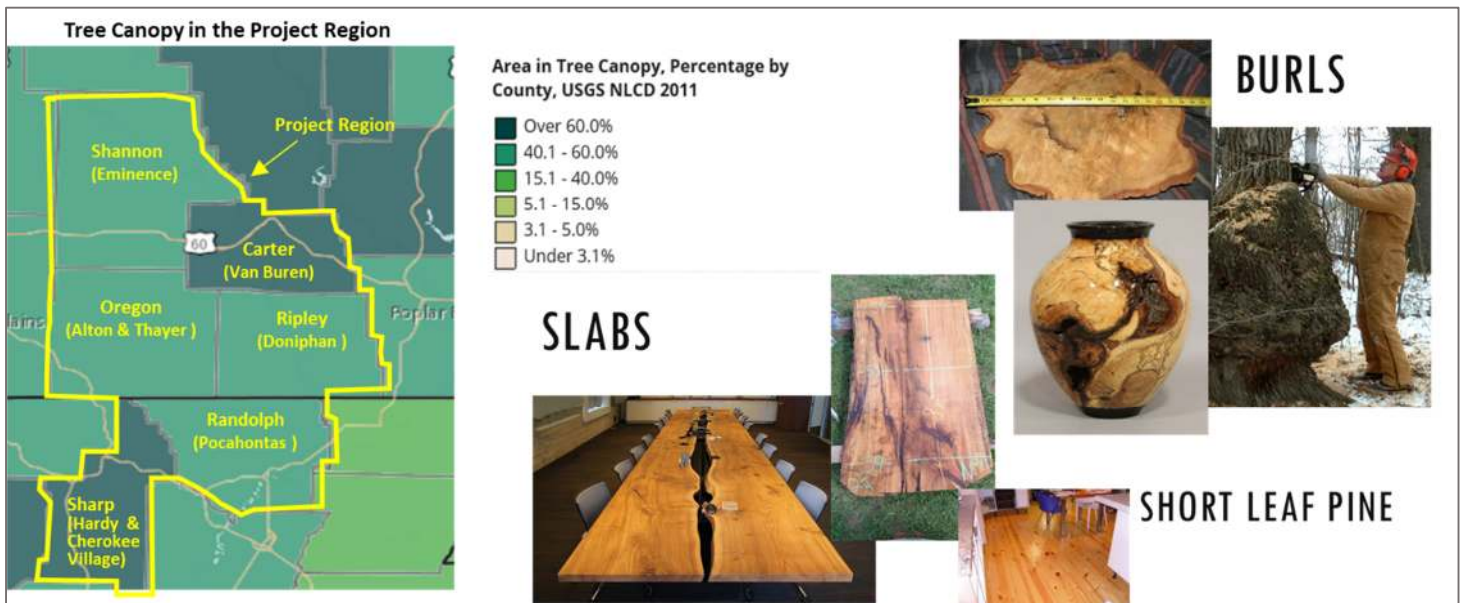 Tree Canopy in the Project Region
Project Region
Shannon
(Eminence)
60
Carter
(Van Buren)
Oregon
(Alton & Thayer )
Ripley
(Doniphan )
Poplar
Randolph
(Pocahontas )
Sharp
(Hardy &
Cherokee
Village)
Area in Tree Canopy, Percentage by
County, USGS NLCD 2011
Over 60.0%
40.1 - 60.0%
15.1 - 40.0%
5.1 - 15.0%
3.1 - 5.0%
Under 3.1%
BURLS
SLABS
SHORT LEAF PINE